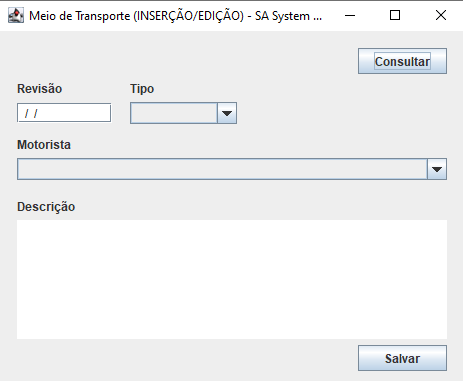 Meio de Transporte (INSERÇÃO/EDIÇÃO) - SA System ...
Consultar
Revisão Tipo
/ /
Motorista
Descrição
Salvar